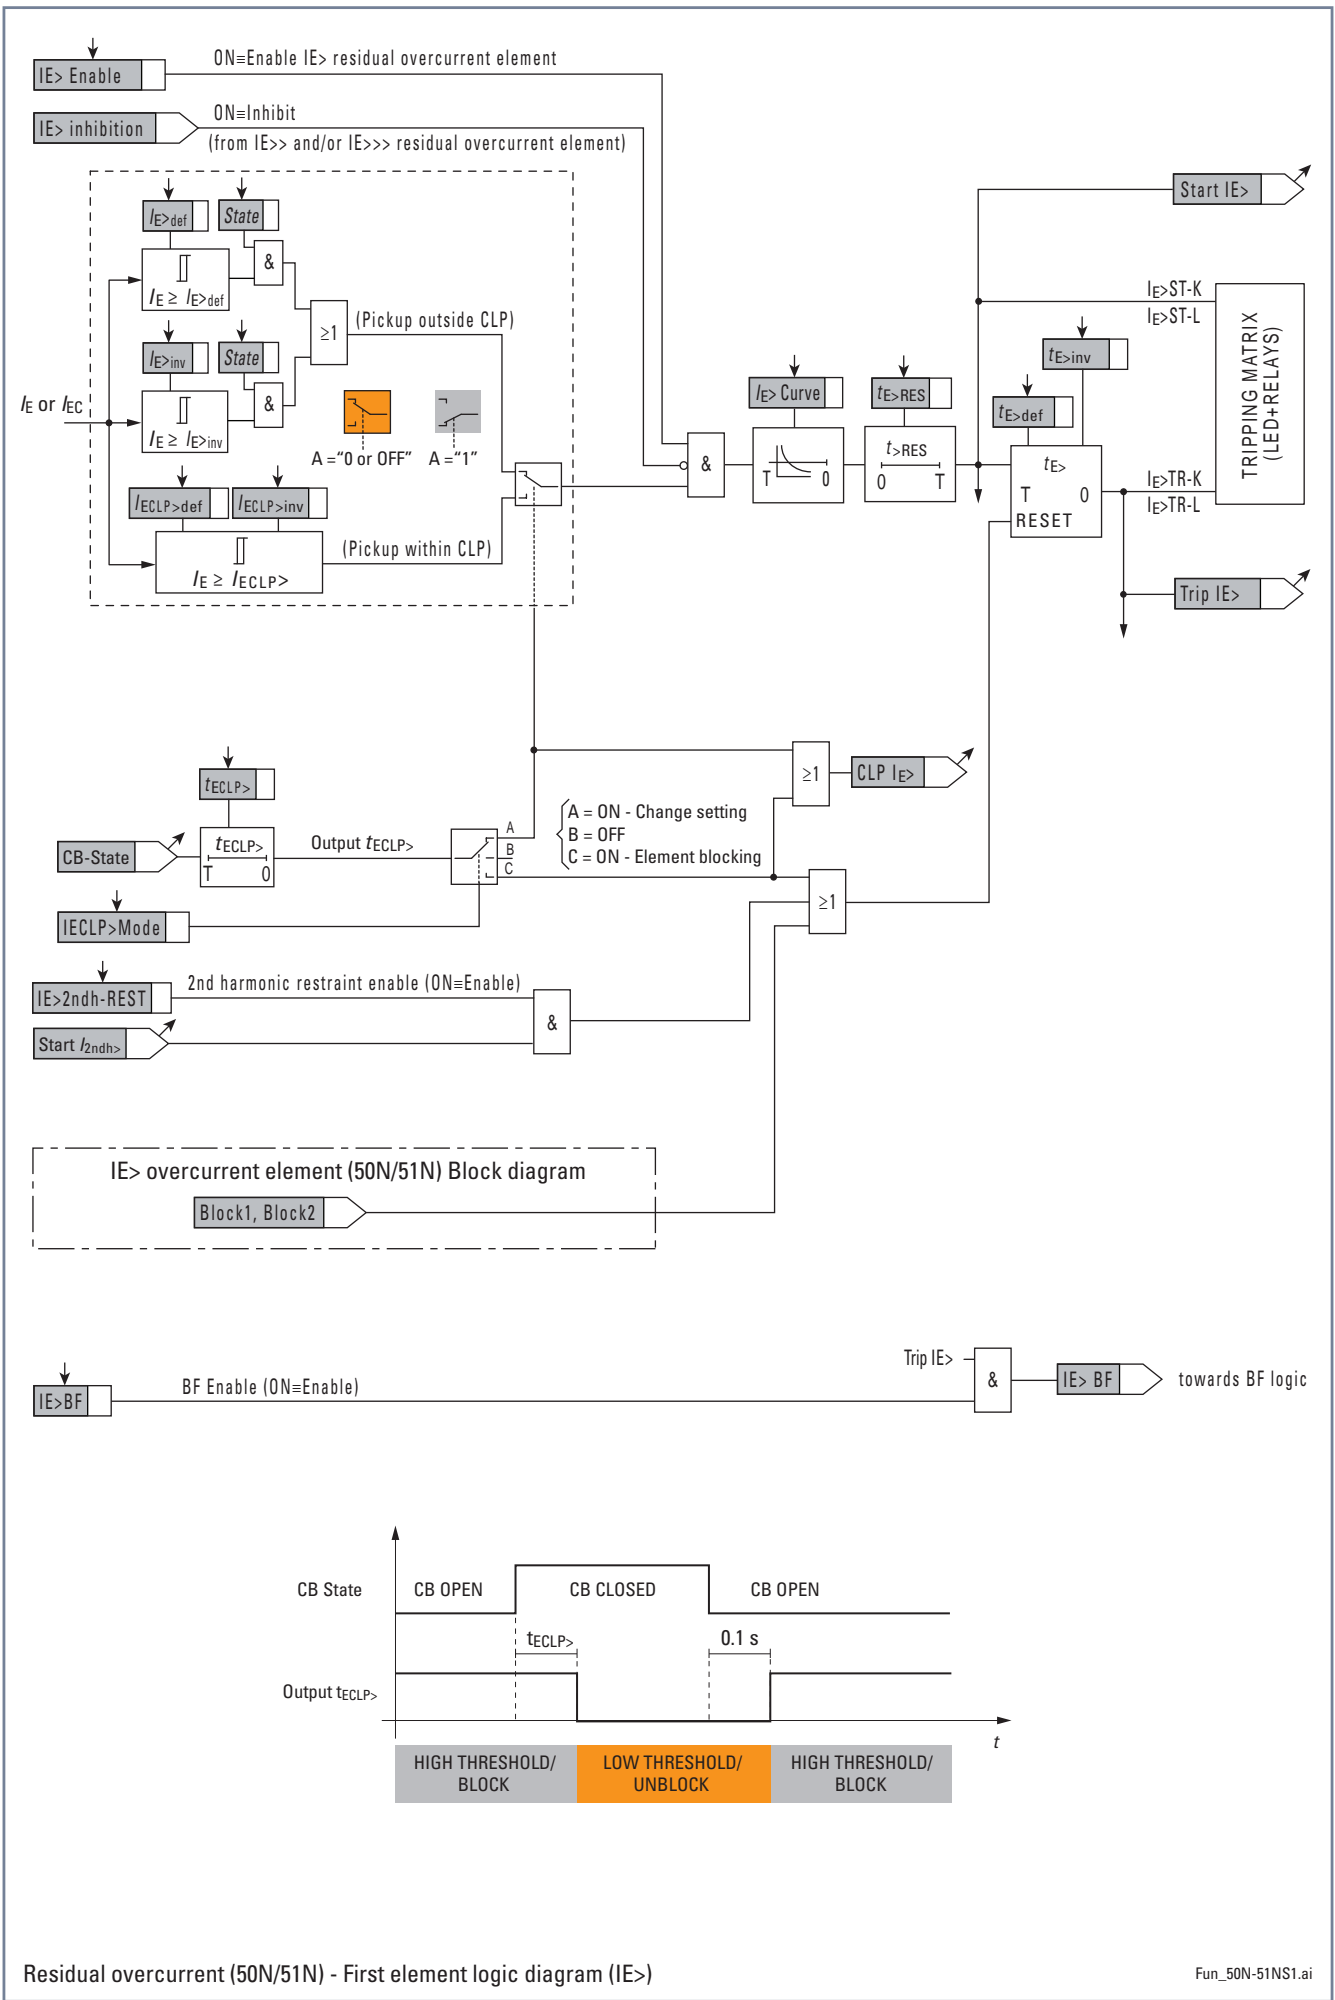 IE> Enable
ON≡Enable IE> residual overcurrent element
IE> inhibition
ON≡Inhibit
(from IE>> and/or IE>>> residual overcurrent element)
Start IE>
IE>def
State
&
IE ≥ IE>def
≥1
(Pickup outside CLP)
IE>inv
State
&
IE ≥ IE>inv
IE or IEC
A ="0 or OFF"
A ="1"
IECLP>def
IECLP>inv
IE ≥ IECLP>
(Pickup within CLP)
&
IE> Curve
T
0
tE>RES
t>RES
0
T
tE>inv
tE>def
tE>
T
0
RESET
IE>ST-K
IE>ST-L
IE>TR-K
IE>TR-L
TRIPPING MATRIX
(LED+RELAYS)
Trip IE>
tECLP>
CB-State
tECLP>
T
0
Output tECLP>
A
B
C
A = ON - Change setting
B = OFF
C = ON - Element blocking
≥1
CLP IE>
≥1
IECLP>Mode
IE>2ndh-REST
2nd harmonic restraint enable (ON≡Enable)
Start I2ndh>
&
IE> overcurrent element (50N/51N) Block diagram
Block1, Block2
IE>BF
BF Enable (ON≡Enable)
Trip IE>
&
IE> BF
towards BF logic
CB State
CB OPEN
CB CLOSED
CB OPEN
tECLP>
0.1 s
Output tECLP>
t
HIGH THRESHOLD/
BLOCK
LOW THRESHOLD/
UNBLOCK
HIGH THRESHOLD/
BLOCK
Residual overcurrent (50N/51N) - First element logic diagram (IE>)
Fun_50N-51NS1.ai